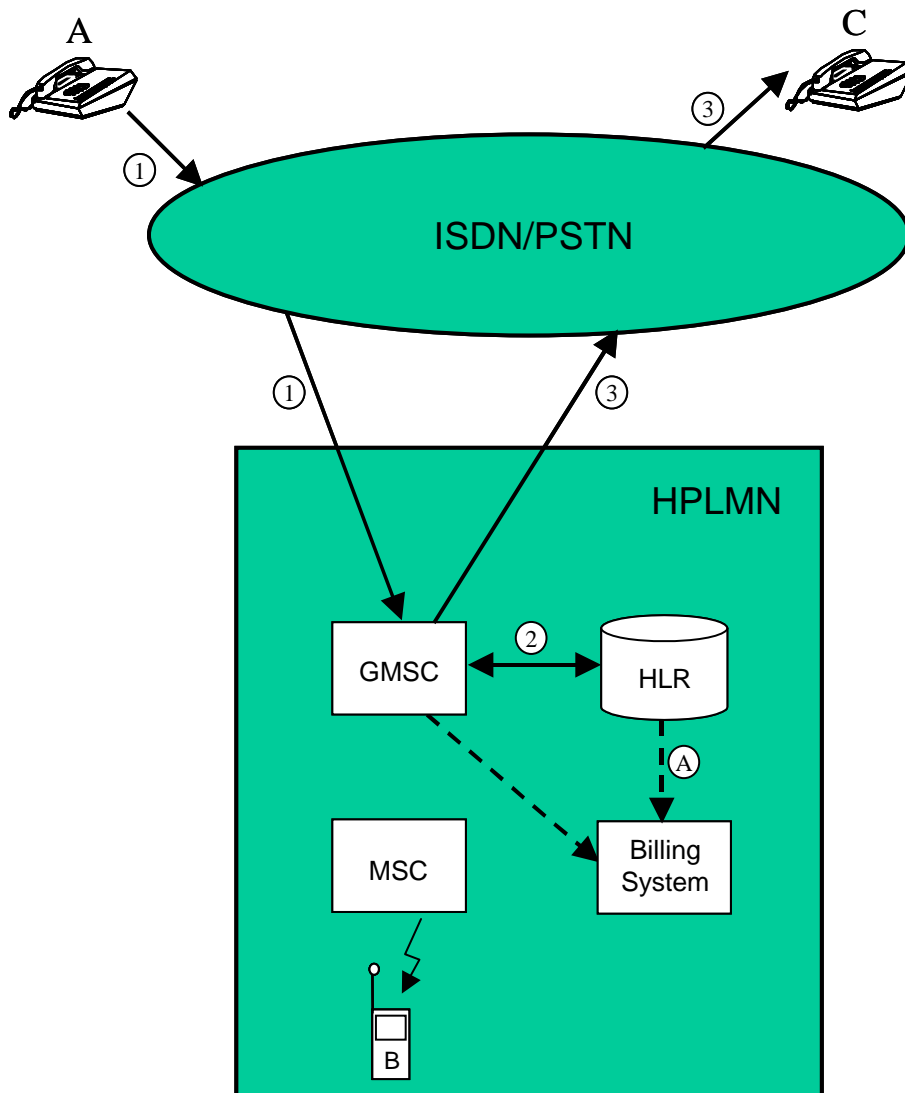 A
C
3
1
ISDN/PSTN
1
3
HPLMN
2
GMSC
HLR
A
MSC
Billing
System
B